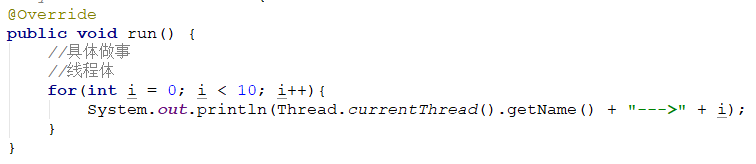 @Override
public void run() {
    //具体做事
    //线程体
    for(int i = 0; i < 10; i++){
        System.out.println(Thread.currentThread().getName() + "--->" + i);
    }
}